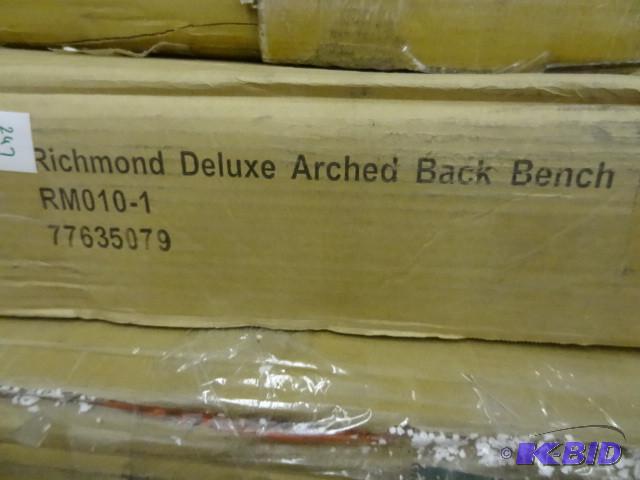 247
Richmond Deluxe Arched Back Bench
RM010-1
77635079
© K-BID